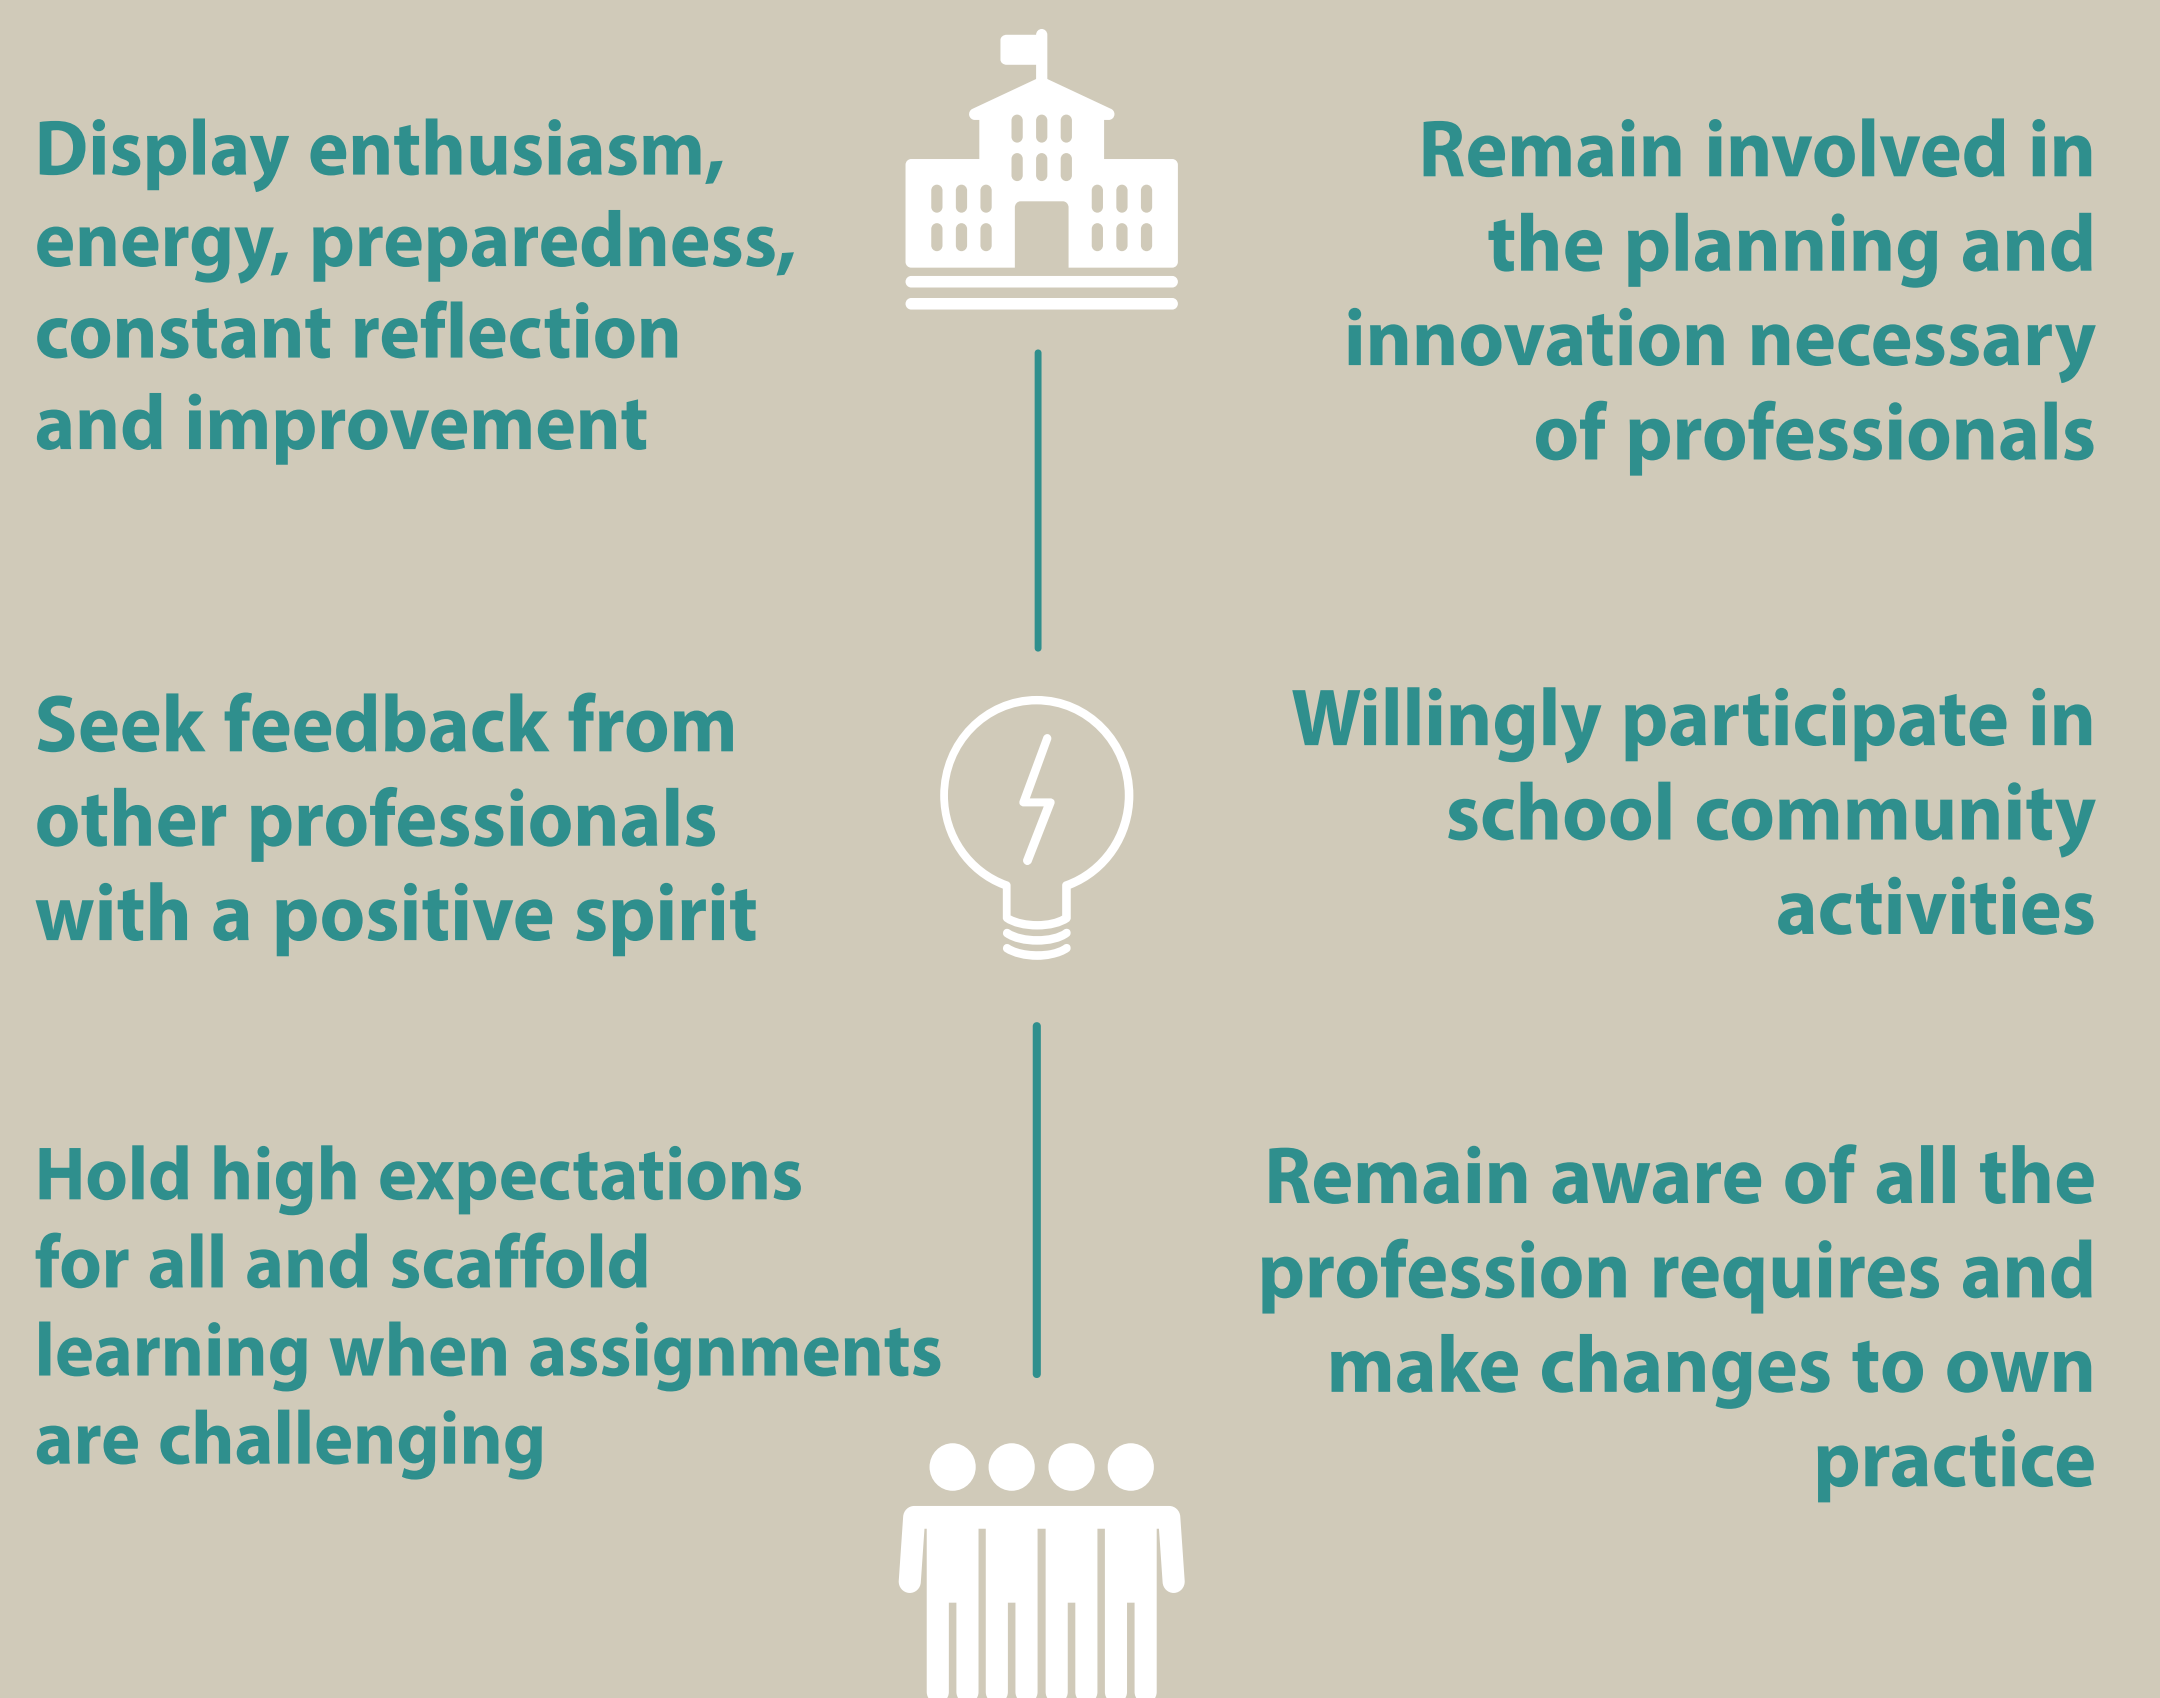 Display enthusiasm,
energy, preparedness,
constant reflection
and improvement
Remain involved in
the planning and
innovation necessary
of professionals
Seek feedback from
other professionals
with a positive spirit
Willingly participate in
school community
activities
Hold high expectations
for all and scaffold
learning when assignments
are challenging
Remain aware of all the
profession requires and
make changes to own
practice